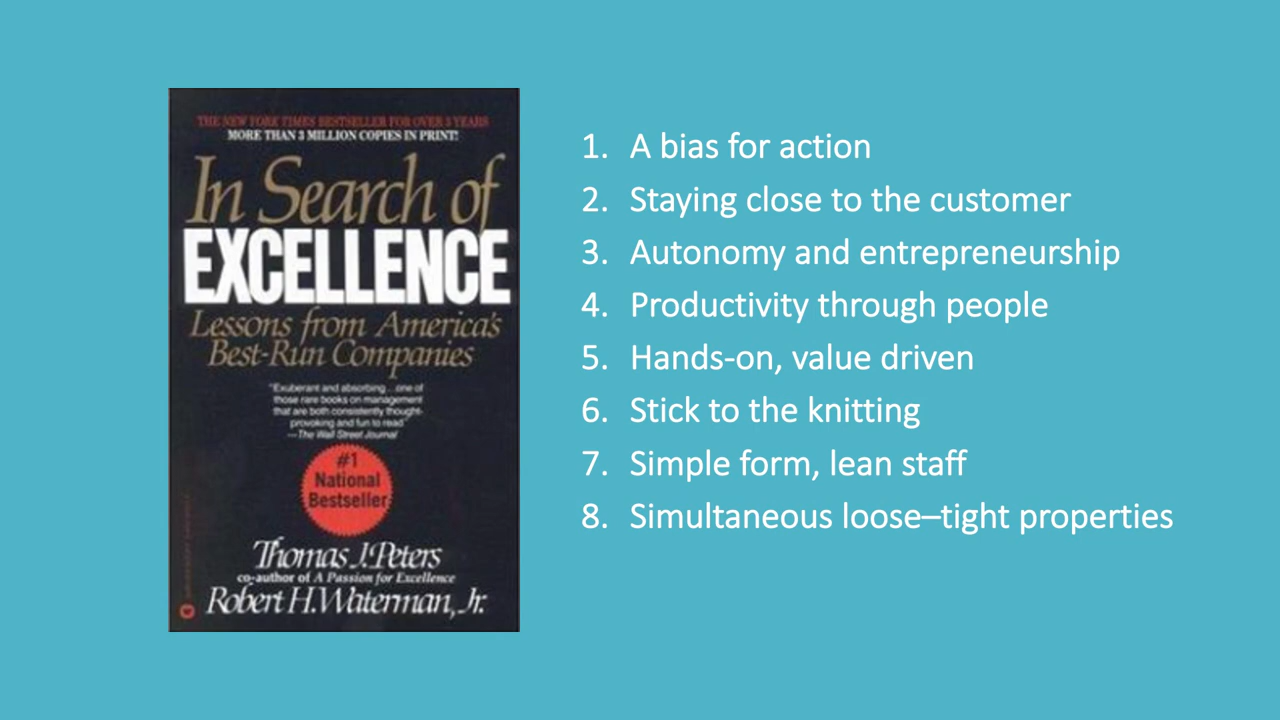 THE NEW YORK TIMES BESTSELLER FOR OVER 3 YEARS
MORE THAN 3 MILLION COPIES IN PRINT!
In Search of
EXCELLENCE
Lessons from America's
Best-Run Companies
"Exuberant and absorbing...one of
those rare books on management
that are both consistently thought-
provoking and fun to read"
—The Wall Street Journal
#1
National
Bestseller
Thomas J. Peters
co-author of A Passion for Excellence
Robert H. Waterman, Jr.
1. A bias for action
2. Staying close to the customer
3. Autonomy and entrepreneurship
4. Productivity through people
5. Hands-on, value driven
6. Stick to the knitting
7. Simple form, lean staff
8. Simultaneous loose–tight properties